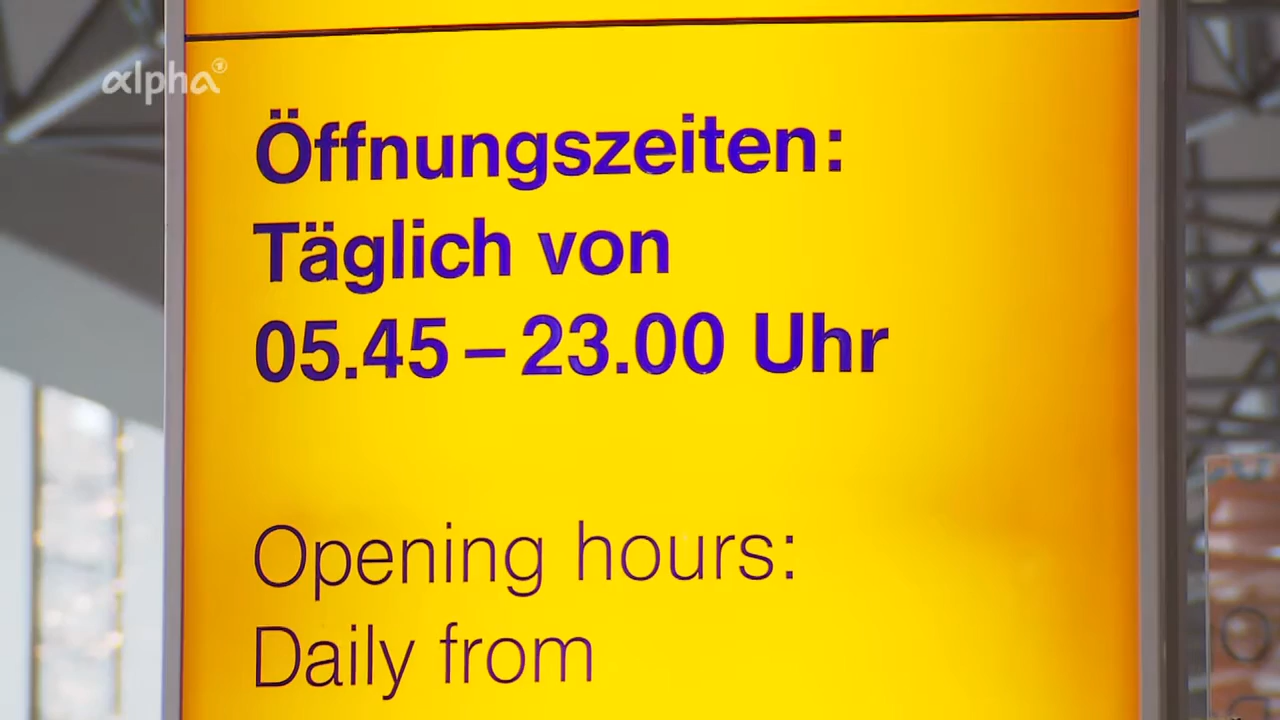 alpha
Öffnungszeiten:
Täglich von
05.45 – 23.00 Uhr
Opening hours:
Daily from